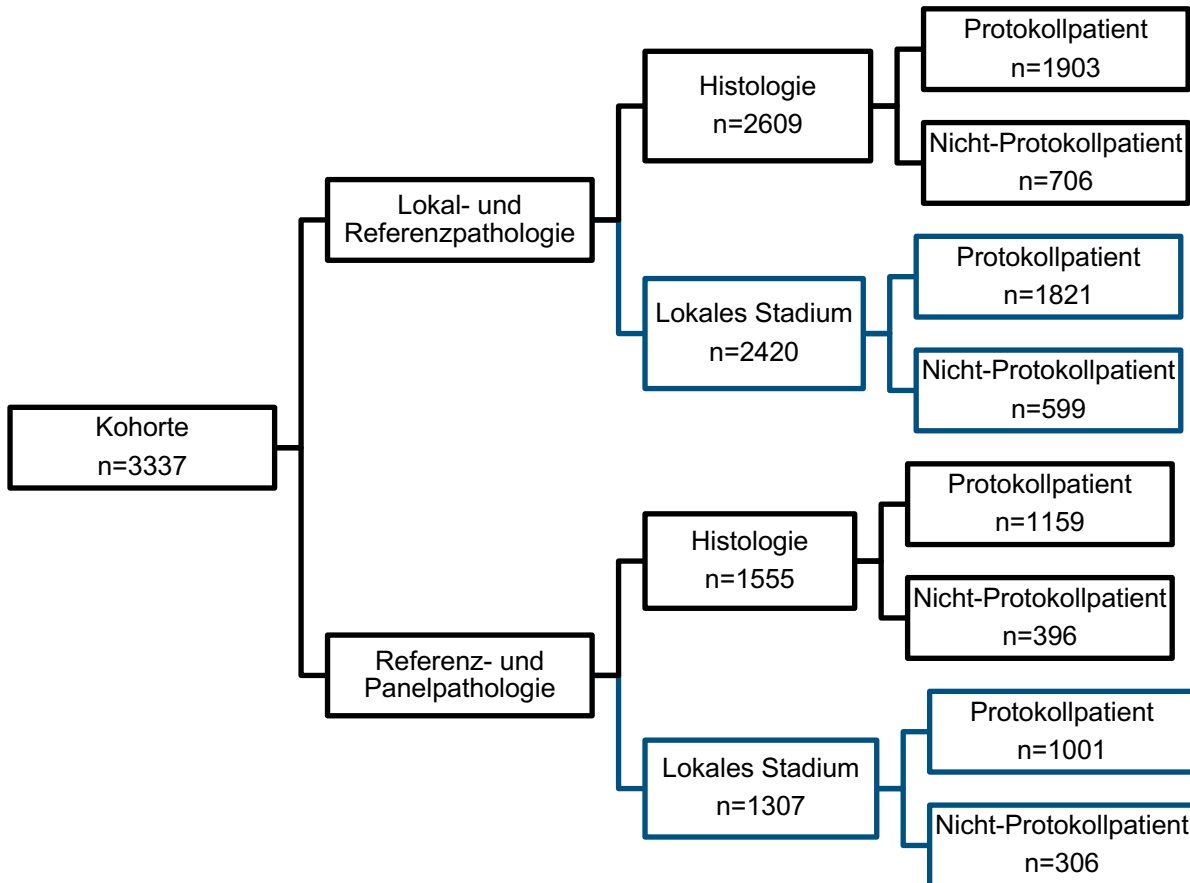 Kohorte
n=3337
Lokal- und
Referenzpathologie
Histologie
n=2609
Protokollpatient
n=1903
Nicht-Protokollpatient
n=706
Lokales Stadium
n=2420
Protokollpatient
n=1821
Nicht-Protokollpatient
n=599
Referenz- und
Panelpathologie
Histologie
n=1555
Protokollpatient
n=1159
Nicht-Protokollpatient
n=396
Lokales Stadium
n=1307
Protokollpatient
n=1001
Nicht-Protokollpatient
n=306